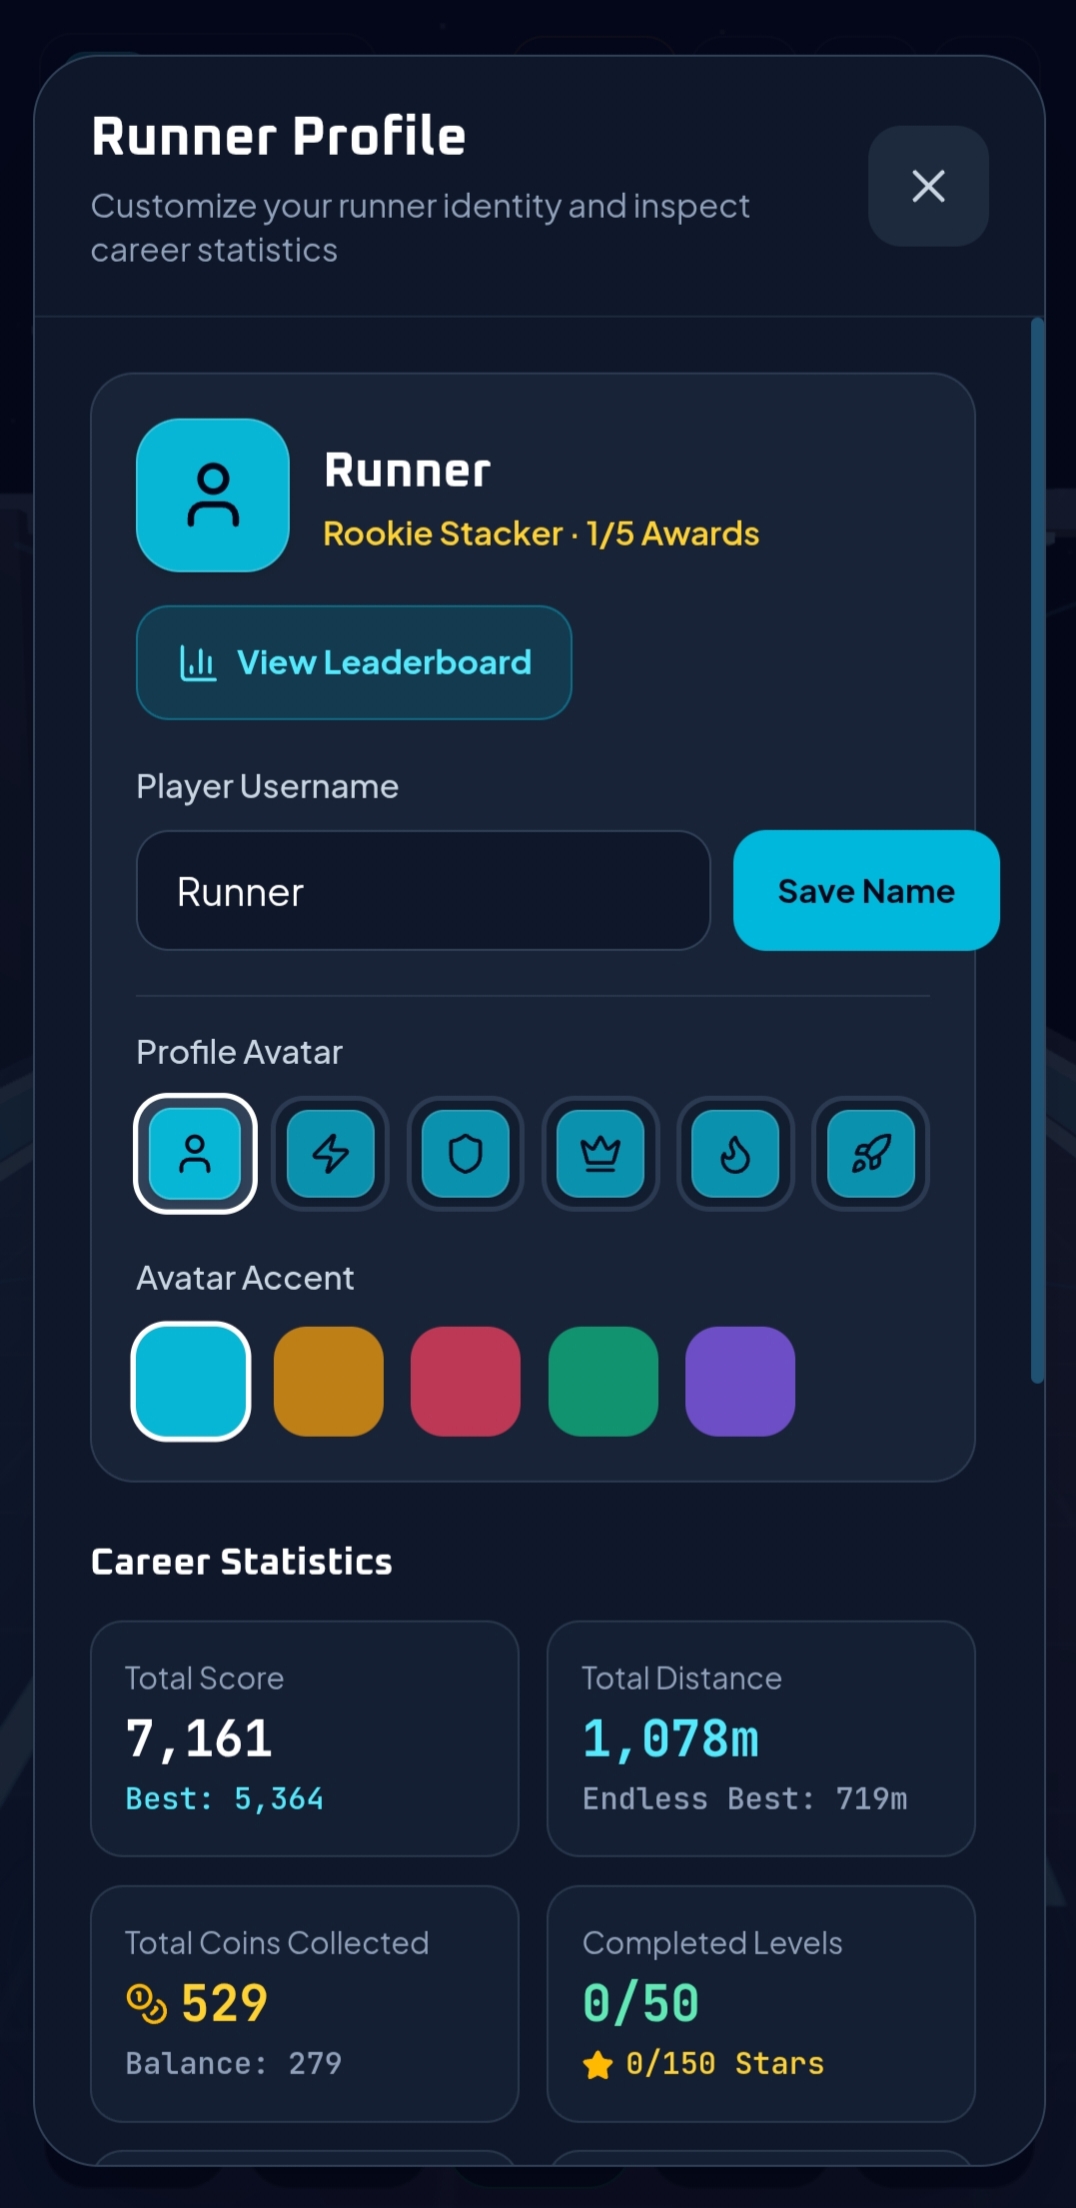 Runner Profile
Customize your runner identity and inspect
career statistics
Runner
Rookie Stacker · 1/5 Awards
View Leaderboard
Player Username
Runner
Save Name
Profile Avatar
Avatar Accent
Career Statistics
Total Score
7,161
Best: 5,364
Total Distance
1,078m
Endless Best: 719m
Total Coins Collected
529
Balance: 279
Completed Levels
0/50
0/150 Stars